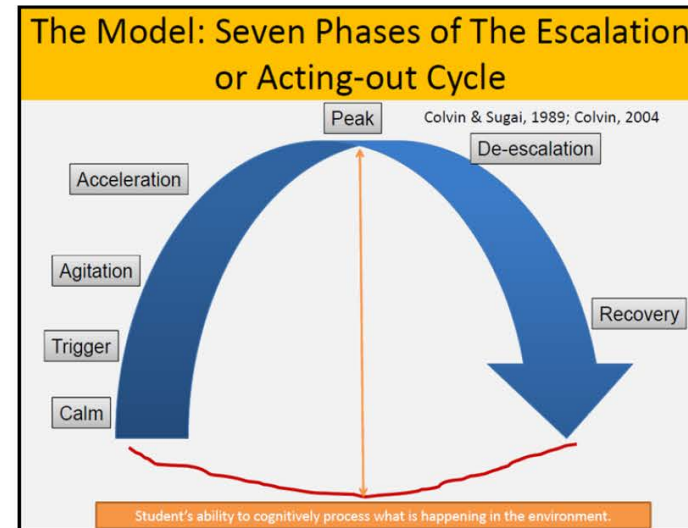 The Model: Seven Phases of The Escalation
or Acting-out Cycle
Peak
Colvin & Sugai, 1989; Colvin, 2004
De-escalation
Acceleration
Agitation
Recovery
Trigger
Calm
Student's ability to cognitively process what is happening in the environment.